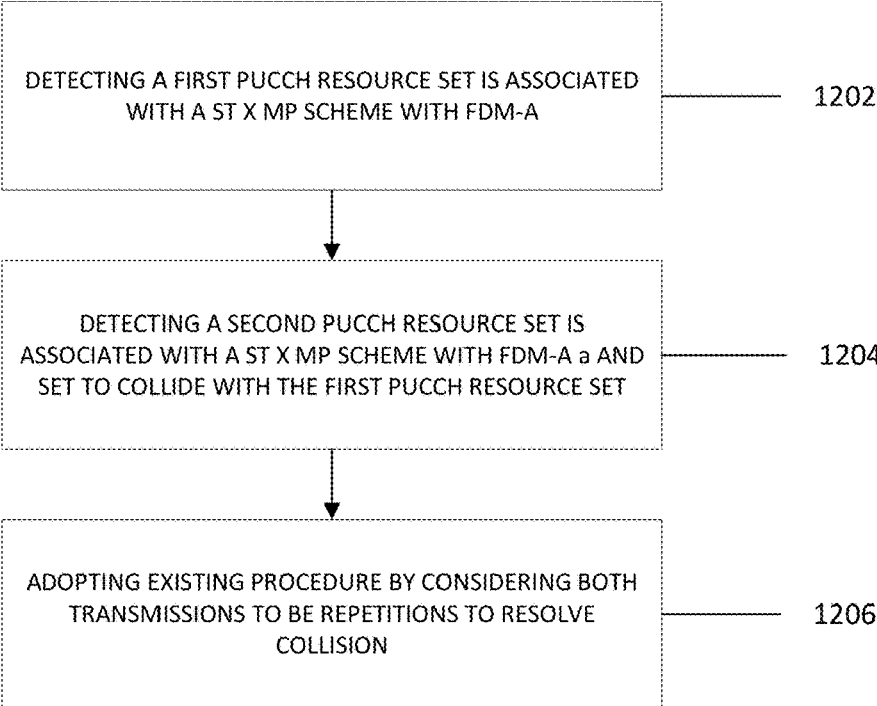 DETECTING A FIRST PUCCH RESOURCE SET IS ASSOCIATED
WITH A ST X MP SCHEME WITH FDM-A
1202
DETECTING A SECOND PUCCH RESOURCE SET IS
ASSOCIATED WITH A ST X MP SCHEME WITH FDM-A a AND
SET TO COLLIDE WITH THE FIRST PUCCH RESOURCE SET
1204
ADOPTING EXISTING PROCEDURE BY CONSIDERING BOTH
TRANSMISSIONS TO BE REPETITIONS TO RESOLVE
COLLISION
1206